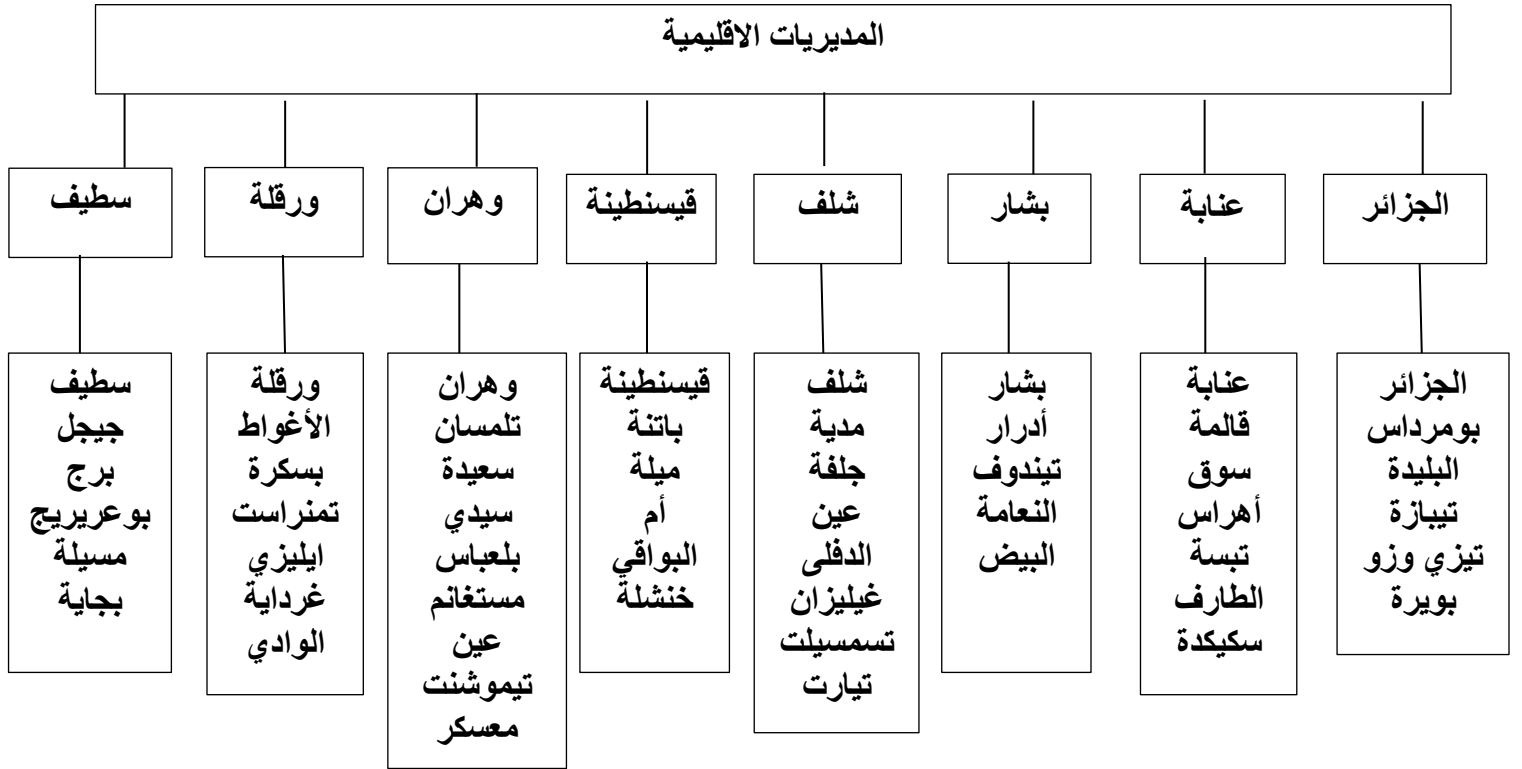 المديريات الاقليمية
الجزائر
عنابة
بشار
شلف
قيسنطينة
وهران
ورقلة
سطيف
الجزائر
بومرداس
البليدة
تيبازة
تيزي وزو
بويرة
عنابة
قالمة
سوق
أهراس
تبسة
الطارف
سكيكدة
بشار
أدرار
تيندوف
النعامة
البيض
شلف
مدية
جلفة
عين
الدفلى
غيليزان
تسمسيلت
تيارت
قيسنطينة
باتنة
ميلة
أم
البواقي
خنشلة
وهران
تلمسان
سعيدة
سيدي
بلعباس
مستغانم
عين
تيموشنت
معسكر
ورقلة
الأغواط
بسكرة
تمنراست
ايليزي
غرداية
الوادي
سطيف
جيجل
برج
بوعريريج
مسيلة
بجاية